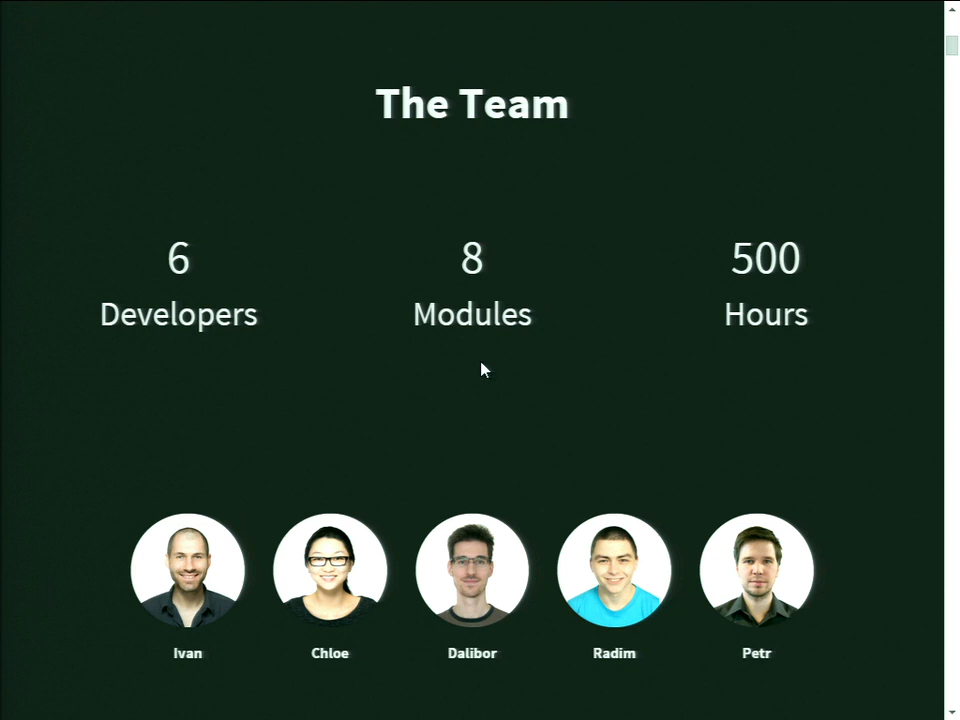 The Team
6
Developers
8
Modules
500
Hours
Ivan
Chloe
Dalibor
Radim
Petr